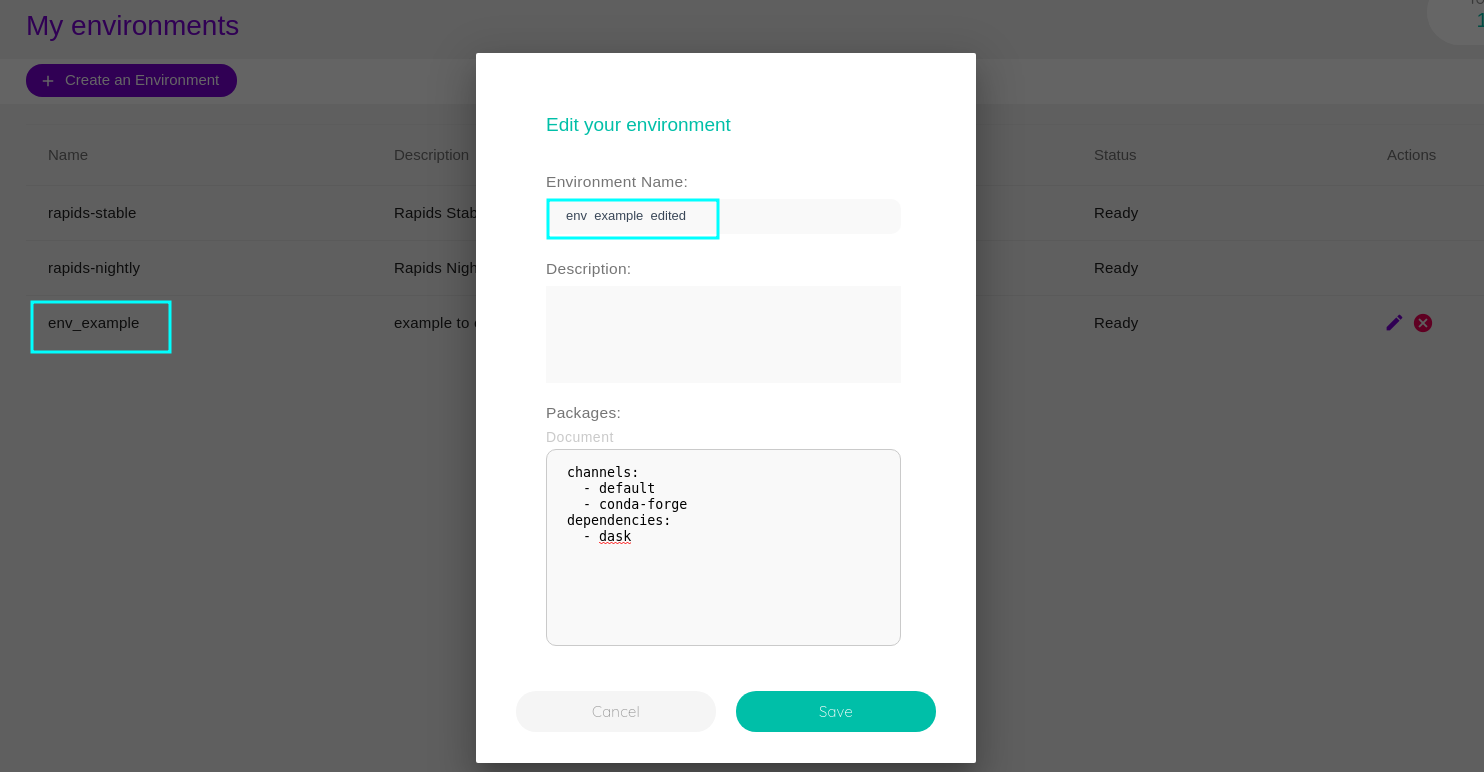 My environments
1
+ Create an Environment
Edit your environment
Name Description Status Actions
Environment Name:
rapids-stable Rapids Stab Ready
env example edited
rapids-nightly Rapids Nigh Ready
Description:
env_example example to Ready
Packages:
Document
channels:
- default
- conda-forge
dependencies:
- dask
Cancel Save